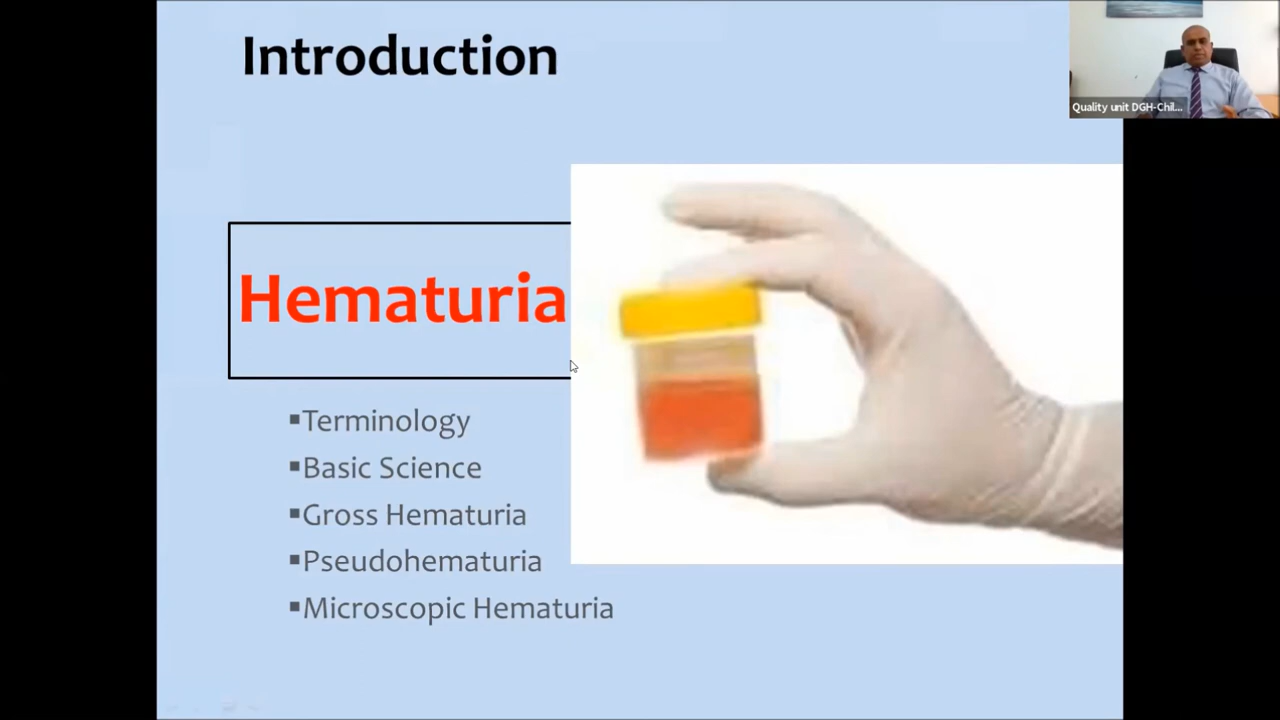 Introduction
Quality unit DGH-Chil...
Hematuria
▪Terminology
▪Basic Science
▪Gross Hematuria
▪Pseudohematuria
▪Microscopic Hematuria